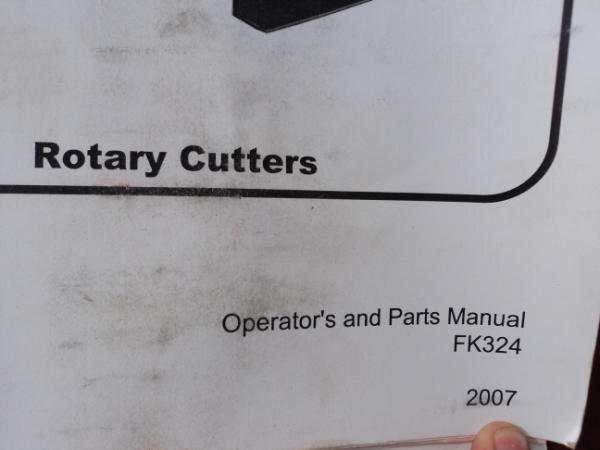 Rotary Cutters
Operator's and Parts Manual
FK324
2007